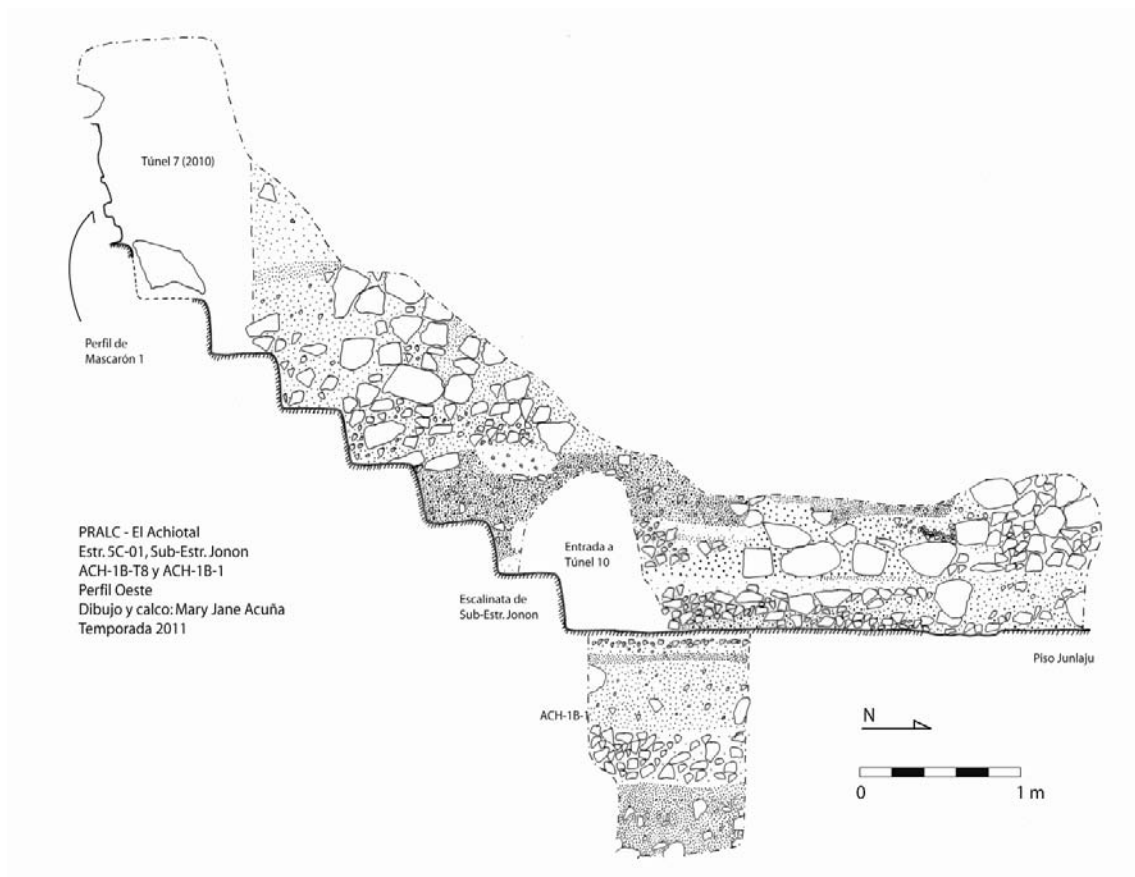 Túnel 7 (2010)
Perfil de
Mascarón 1
PRALC - El Achiotal
Estr. 5C-01, Sub-Estr. Jonon
ACH-1B-T8 y ACH-1B-1
Perfil Oeste
Dibujo y calco: Mary Jane Acuña
Temporada 2011
Entrada a
Túnel 10
Escalinata de
Sub-Estr. Jonon
Piso Junlaju
ACH-1B-1
N
0 1 m